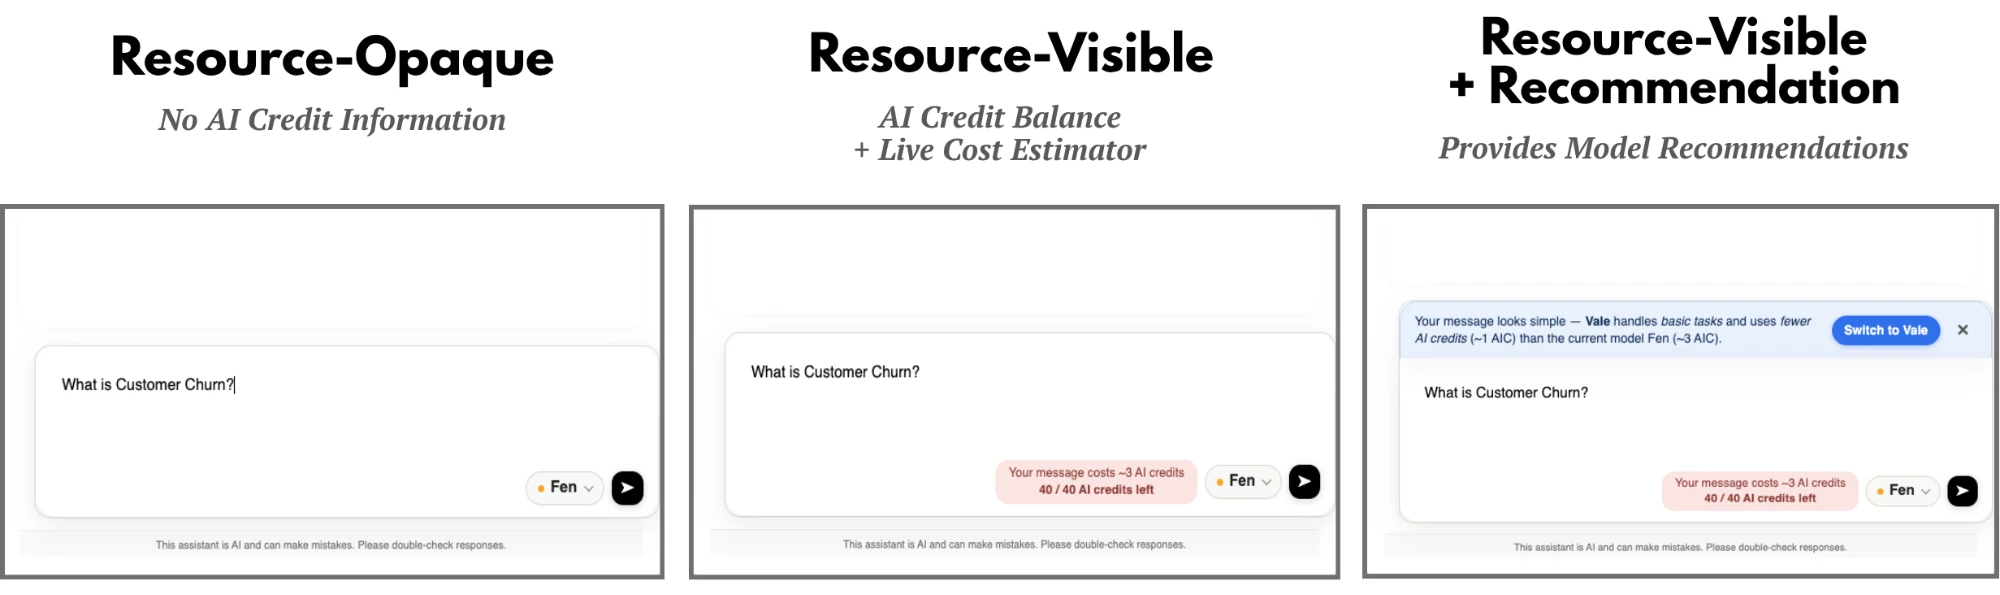 Resource-Opaque
No AI Credit Information
What is Customer Churn?
Fen
This assistant is AI and can make mistakes. Please double-check responses.
Resource-Visible
AI Credit Balance
+ Live Cost Estimator
What is Customer Churn?
Your message costs ~3 AI credits
40 / 40 AI credits left
Fen
This assistant is AI and can make mistakes. Please double-check responses.
Resource-Visible
+ Recommendation
Provides Model Recommendations
Your message looks simple — Vale handles basic tasks and uses fewer
AI credits (~1 AIC) than the current model Fen (~3 AIC).
Switch to Vale
What is Customer Churn?
Your message costs ~3 AI credits
40 / 40 AI credits left
Fen
This assistant is AI and can make mistakes. Please double-check responses.